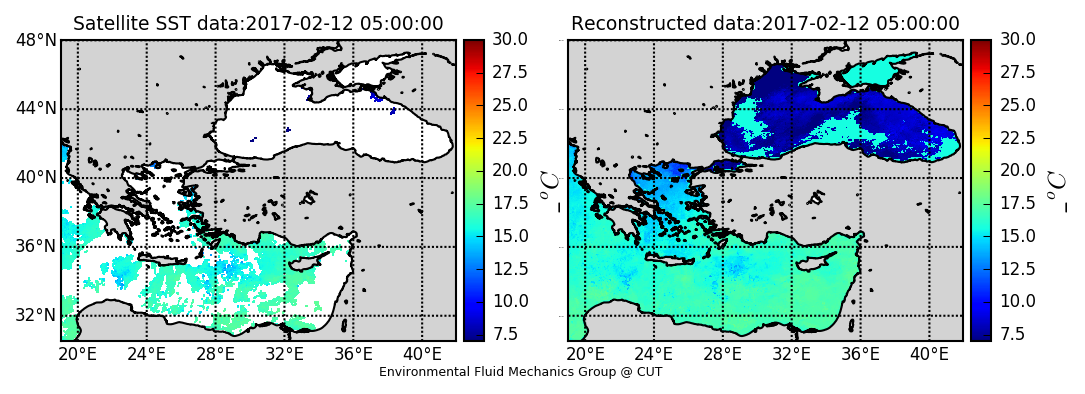 Satellite SST data:2017-02-12 05:00:00
48°N
44°N
40°N
36°N
32°N
20°E 24°E 28°E 32°E 36°E 40°E
30.0
27.5
25.0
22.5
20.0
17.5
15.0
12.5
10.0
7.5
_°C
Reconstructed data:2017-02-12 05:00:00
20°E 24°E 28°E 32°E 36°E 40°E
30.0
27.5
25.0
22.5
20.0
17.5
15.0
12.5
10.0
7.5
_°C
Environmental Fluid Mechanics Group @ CUT